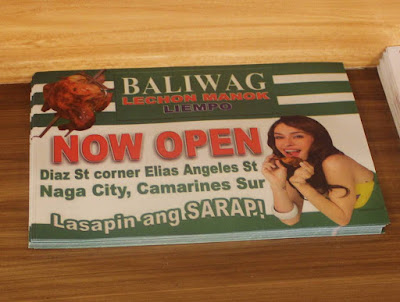 BALIWAG
LECHON MANOK
LIEMPO
NOW OPEN
Diaz St corner Elias Angeles St
Naga City, Camarines Sur
Lasapin ang SARAP!